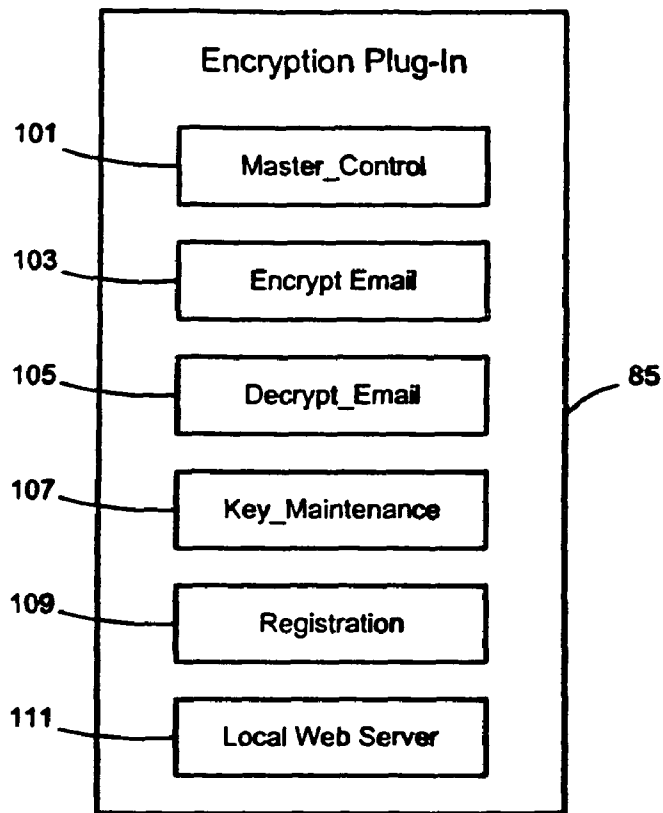 Encryption Plug-In
101
Master_Control
103
Encrypt Email
105
Decrypt_Email
85
107
Key_Maintenance
109
Registration
111
Local Web Server